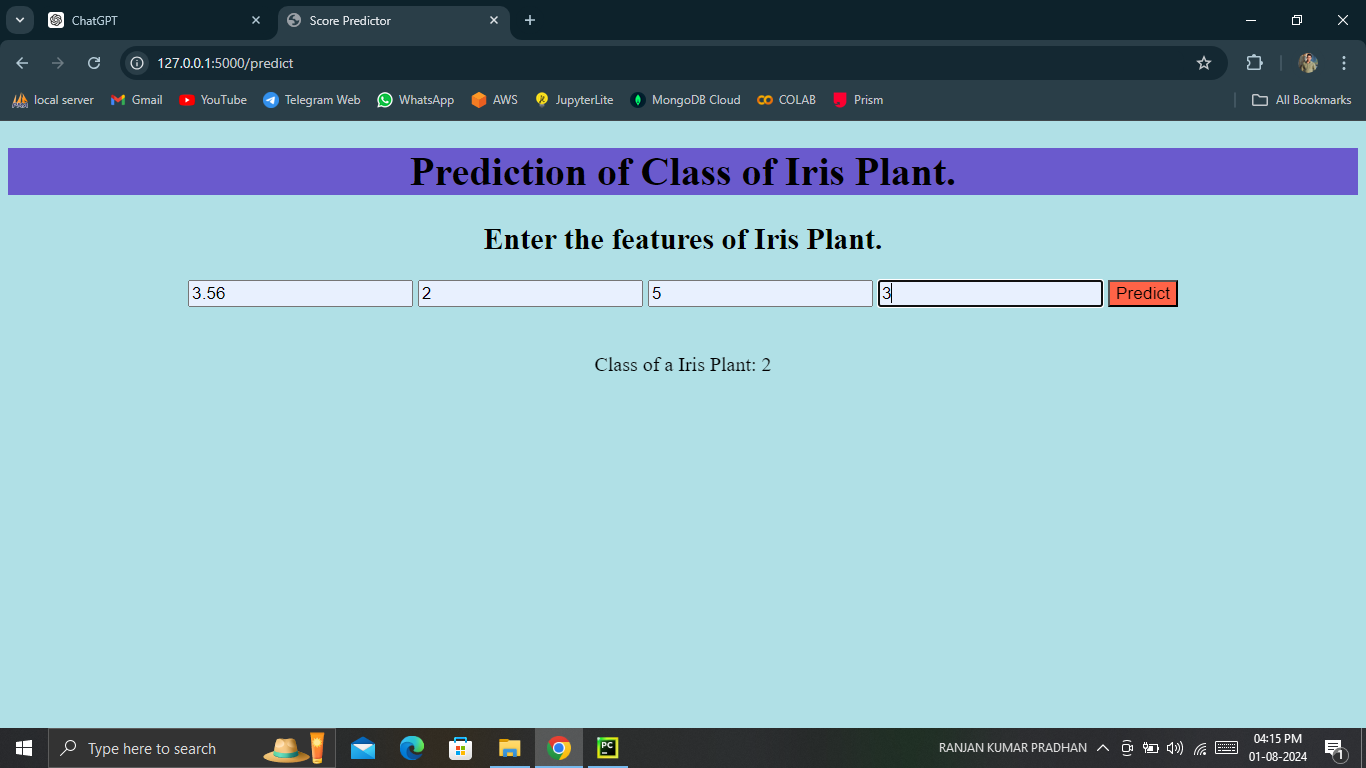 ChatGPT
Score Predictor
127.0.0.1:5000/predict
local server
Gmail
YouTube
Telegram Web
WhatsApp
AWS
JupyterLite
MongoDB Cloud
COLAB
Prism
All Bookmarks
Prediction of Class of Iris Plant.
Enter the features of Iris Plant.
3.56 2 5 3 Predict
Class of a Iris Plant: 2
Type here to search
PC
RANJAN KUMAR PRADHAN
04:15 PM
01-08-2024
1